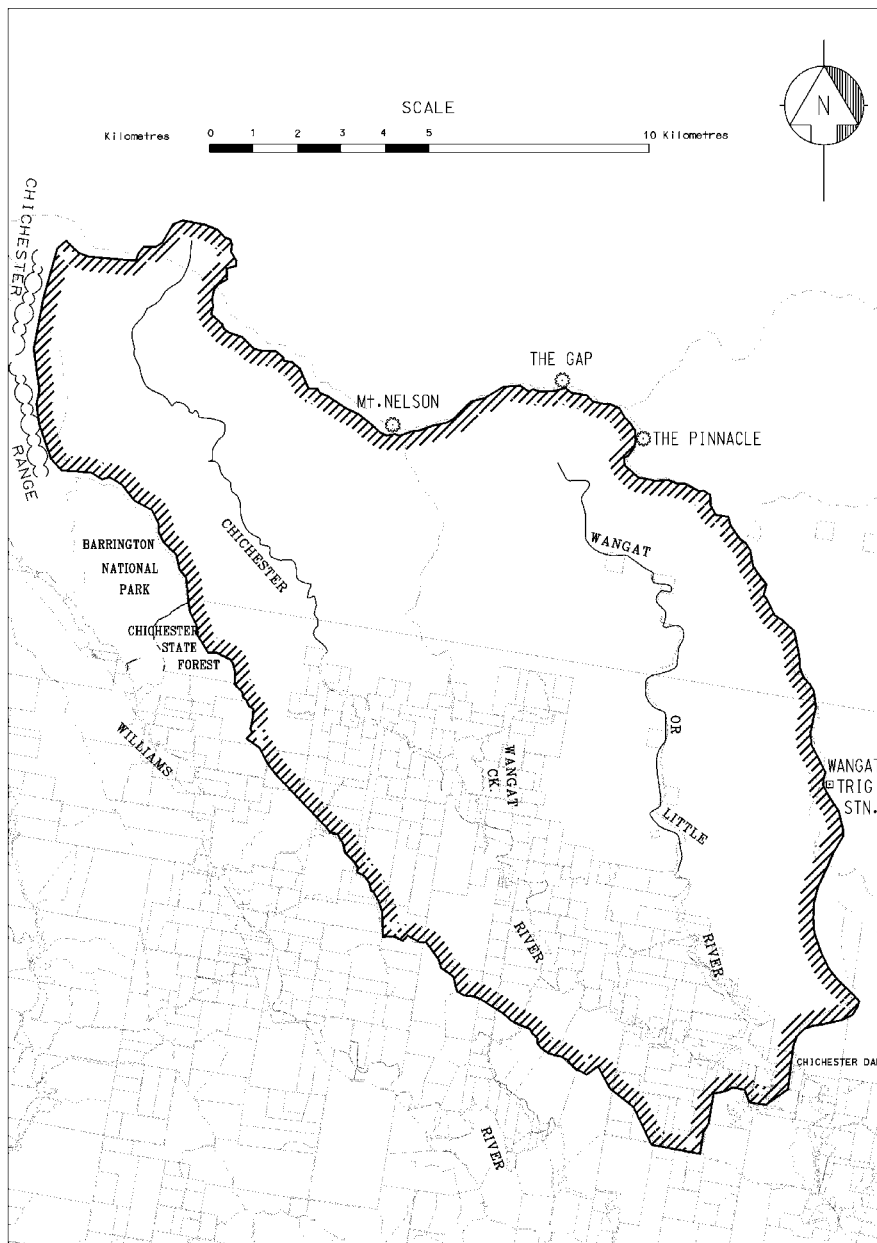 SCALE
Kilometres 0 1 2 3 4 5 10 Kilometres
N
CHICHESTER
RANGE
THE GAP
Mt.NELSON
THE PINNACLE
CHICHESTER
WANGAT
BARRINGTON
NATIONAL
PARK
CHICHESTER
STATE
FOREST
WILLIAMS
OR
WANGAT
CK.
WANGAT
TRIG
STN.
LITTLE
RIVER
RIVER
CHICHESTER DA
RIVER